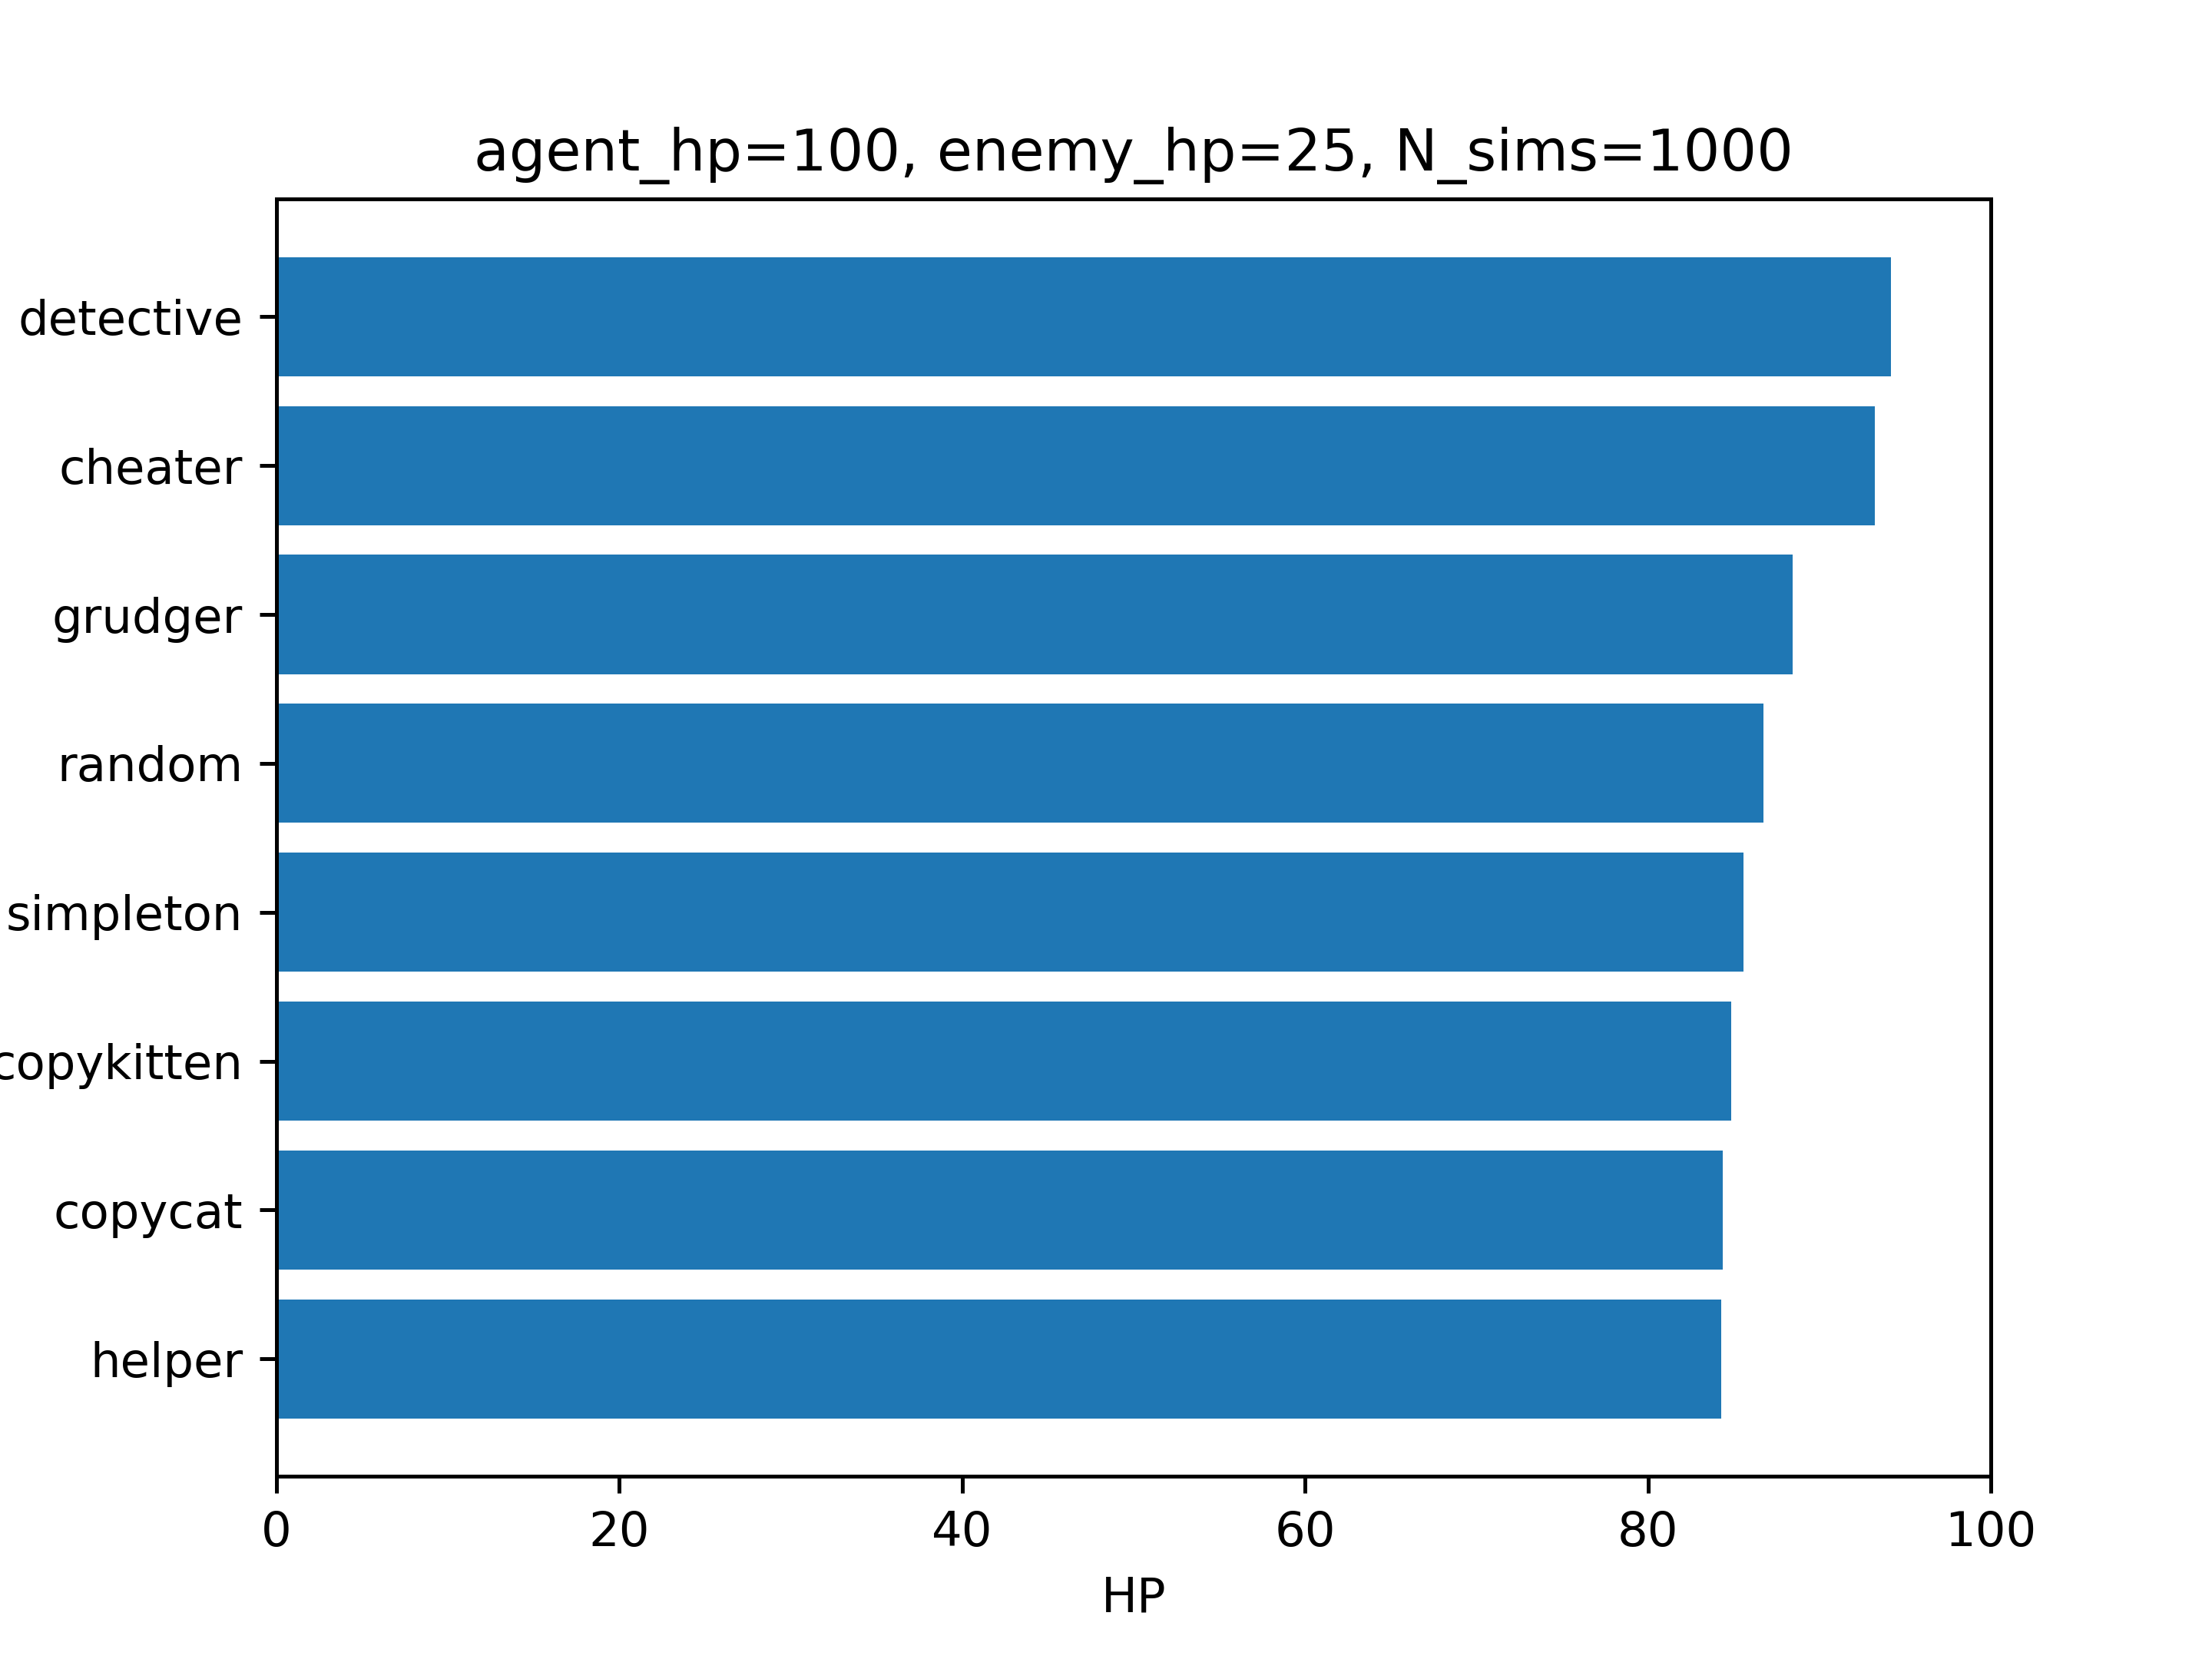 agent_hp=100, enemy_hp=25, N_sims=1000
detective
cheater
grudger
random
simpleton
copykitten
copycat
helper
0 20 40 60 80 100
HP